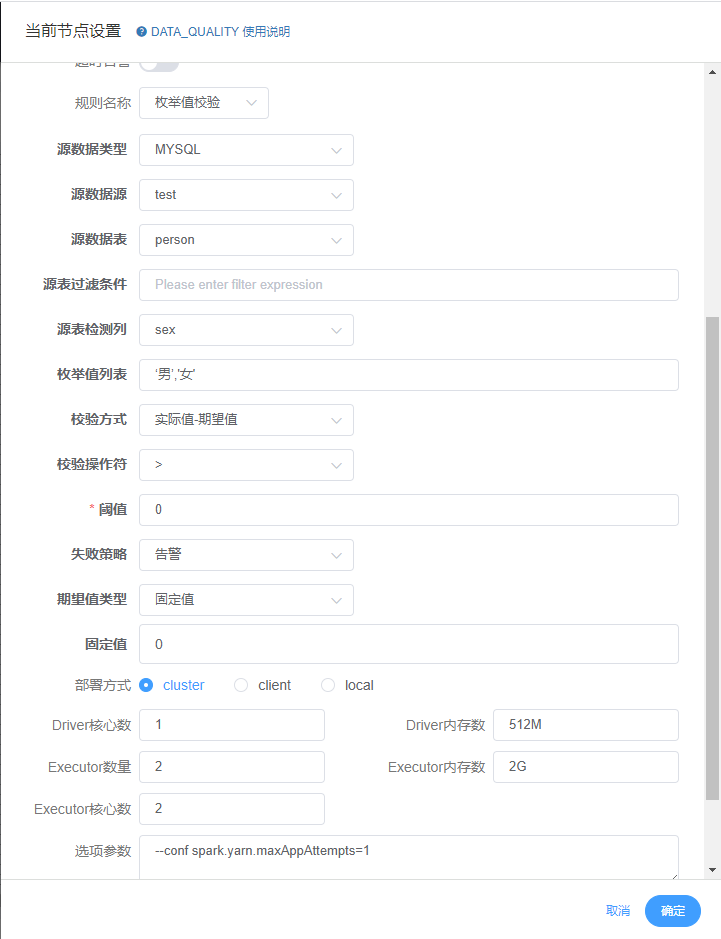 当前节点设置 DATA_QUALITY 使用说明
规则名称 枚举值校验
源数据类型 MYSQL
源数据源 test
源数据表 person
源表过滤条件 Please enter filter expression
源表检测列 sex
枚举值列表 '男','女'
校验方式 实际值-期望值
校验操作符 >
* 阈值 0
失败策略 告警
期望值类型 固定值
固定值 0
部署方式 cluster client local
Driver核心数 1 Driver内存数 512M
Executor数量 2 Executor内存数 2G
Executor核心数 2
选项参数 --conf spark.yarn.maxAppAttempts=1
取消 确定